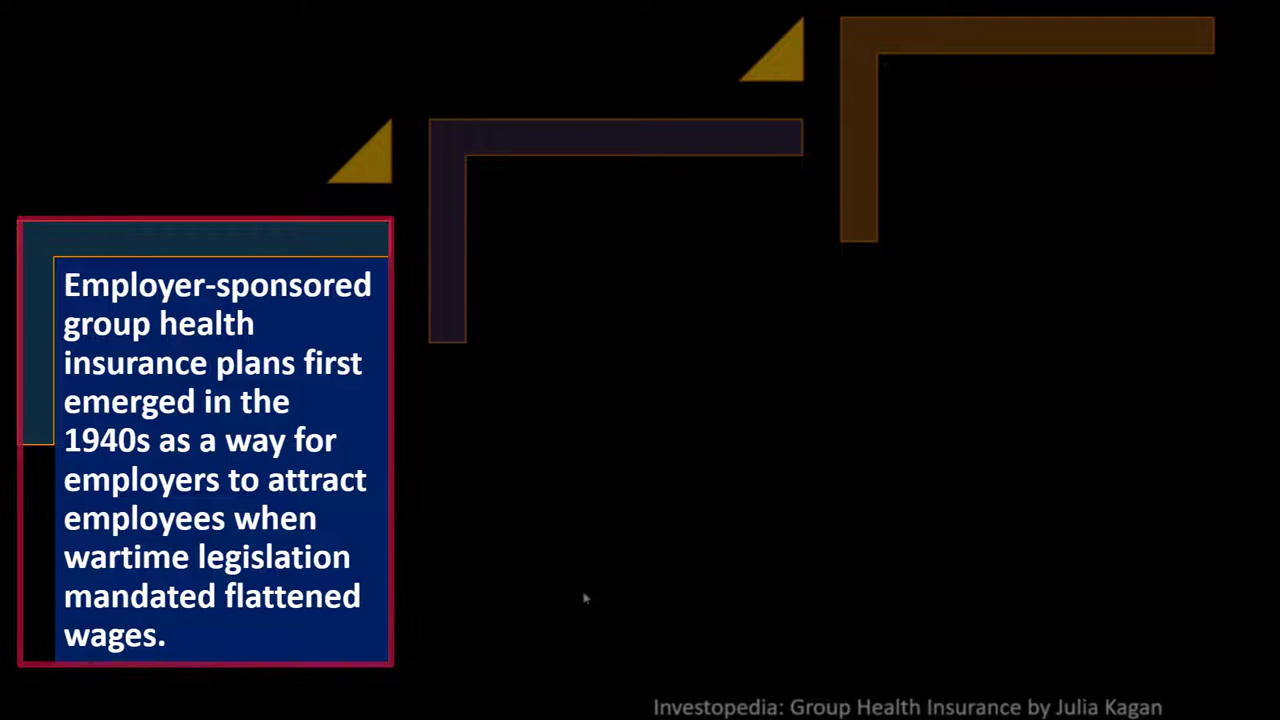 Employer-sponsored
group health
insurance plans first
emerged in the
1940s as a way for
employers to attract
employees when
wartime legislation
mandated flattened
wages.
Investopedia: Group Health Insurance by Julia Kagan